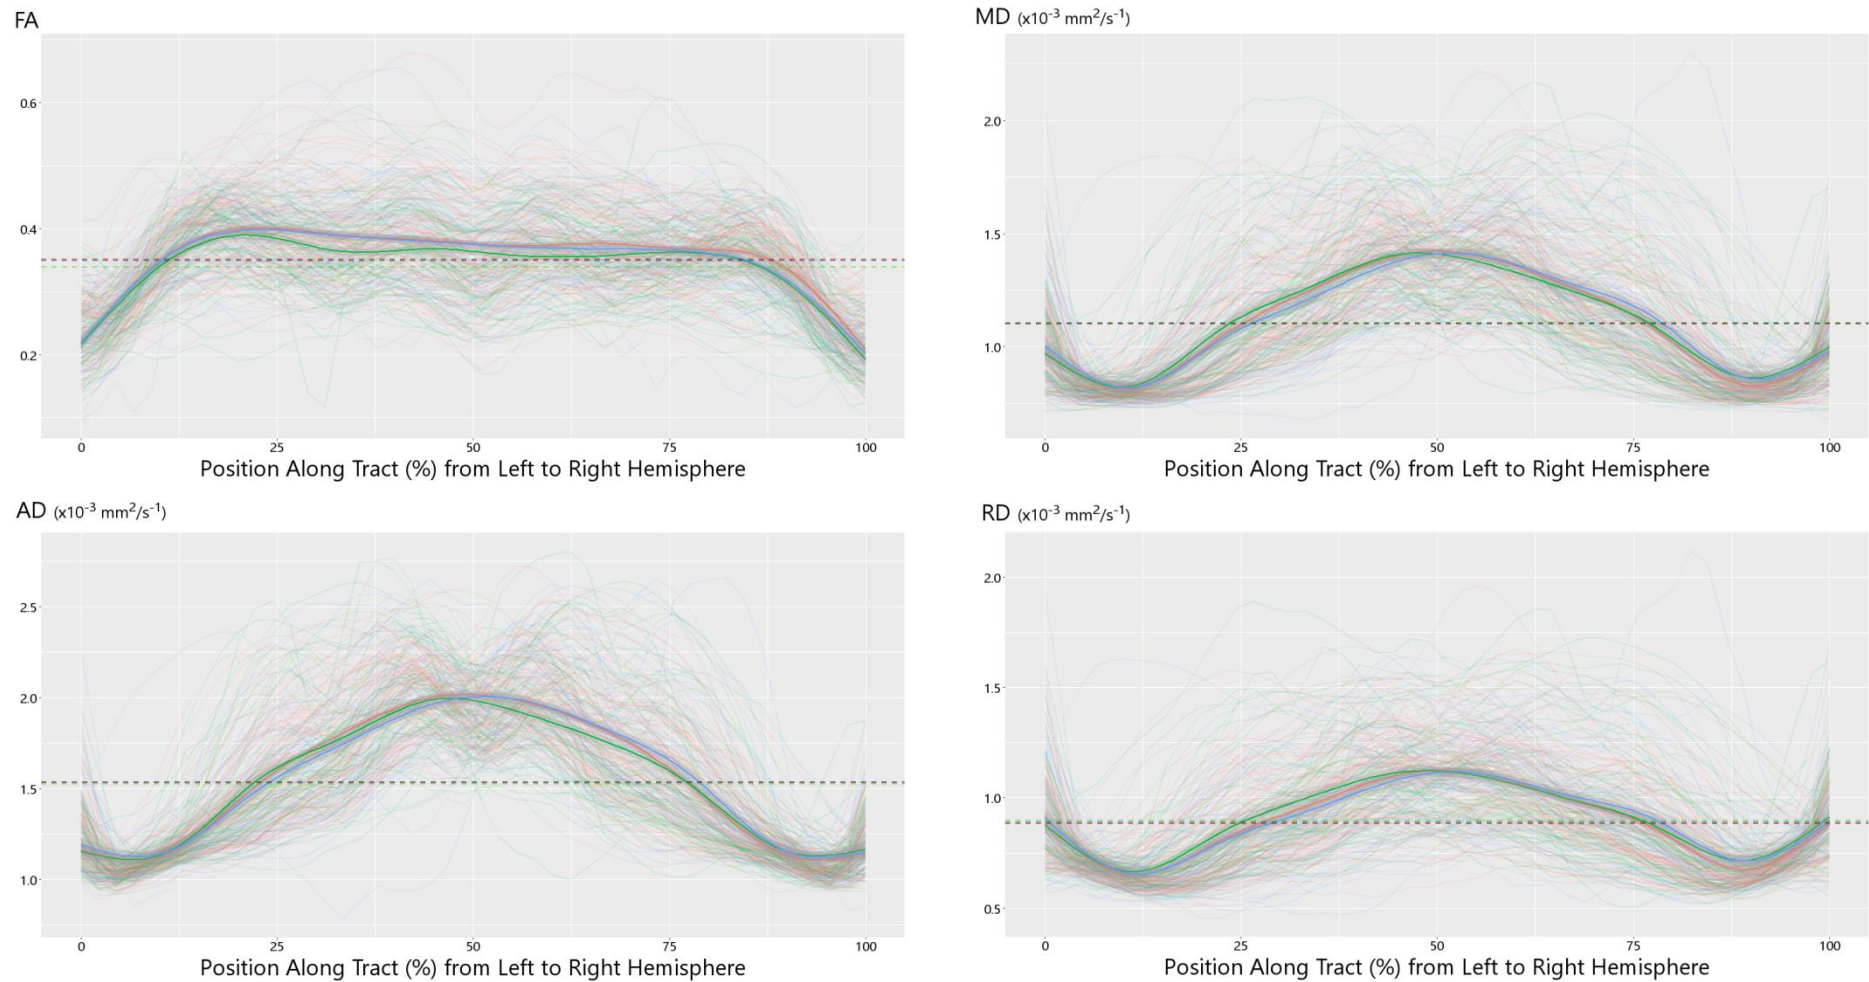 FA
0.6
0.4
0.2
0 25 50 75 100
Position Along Tract (%) from Left to Right Hemisphere
MD (x10⁻³ mm²/s⁻¹)
2.0
1.5
1.0
0 25 50 75 100
Position Along Tract (%) from Left to Right Hemisphere
AD (x10⁻³ mm²/s⁻¹)
2.5
2.0
1.5
1.0
0 25 50 75 100
Position Along Tract (%) from Left to Right Hemisphere
RD (x10⁻³ mm²/s⁻¹)
2.0
1.5
1.0
0.5
0 25 50 75 100
Position Along Tract (%) from Left to Right Hemisphere